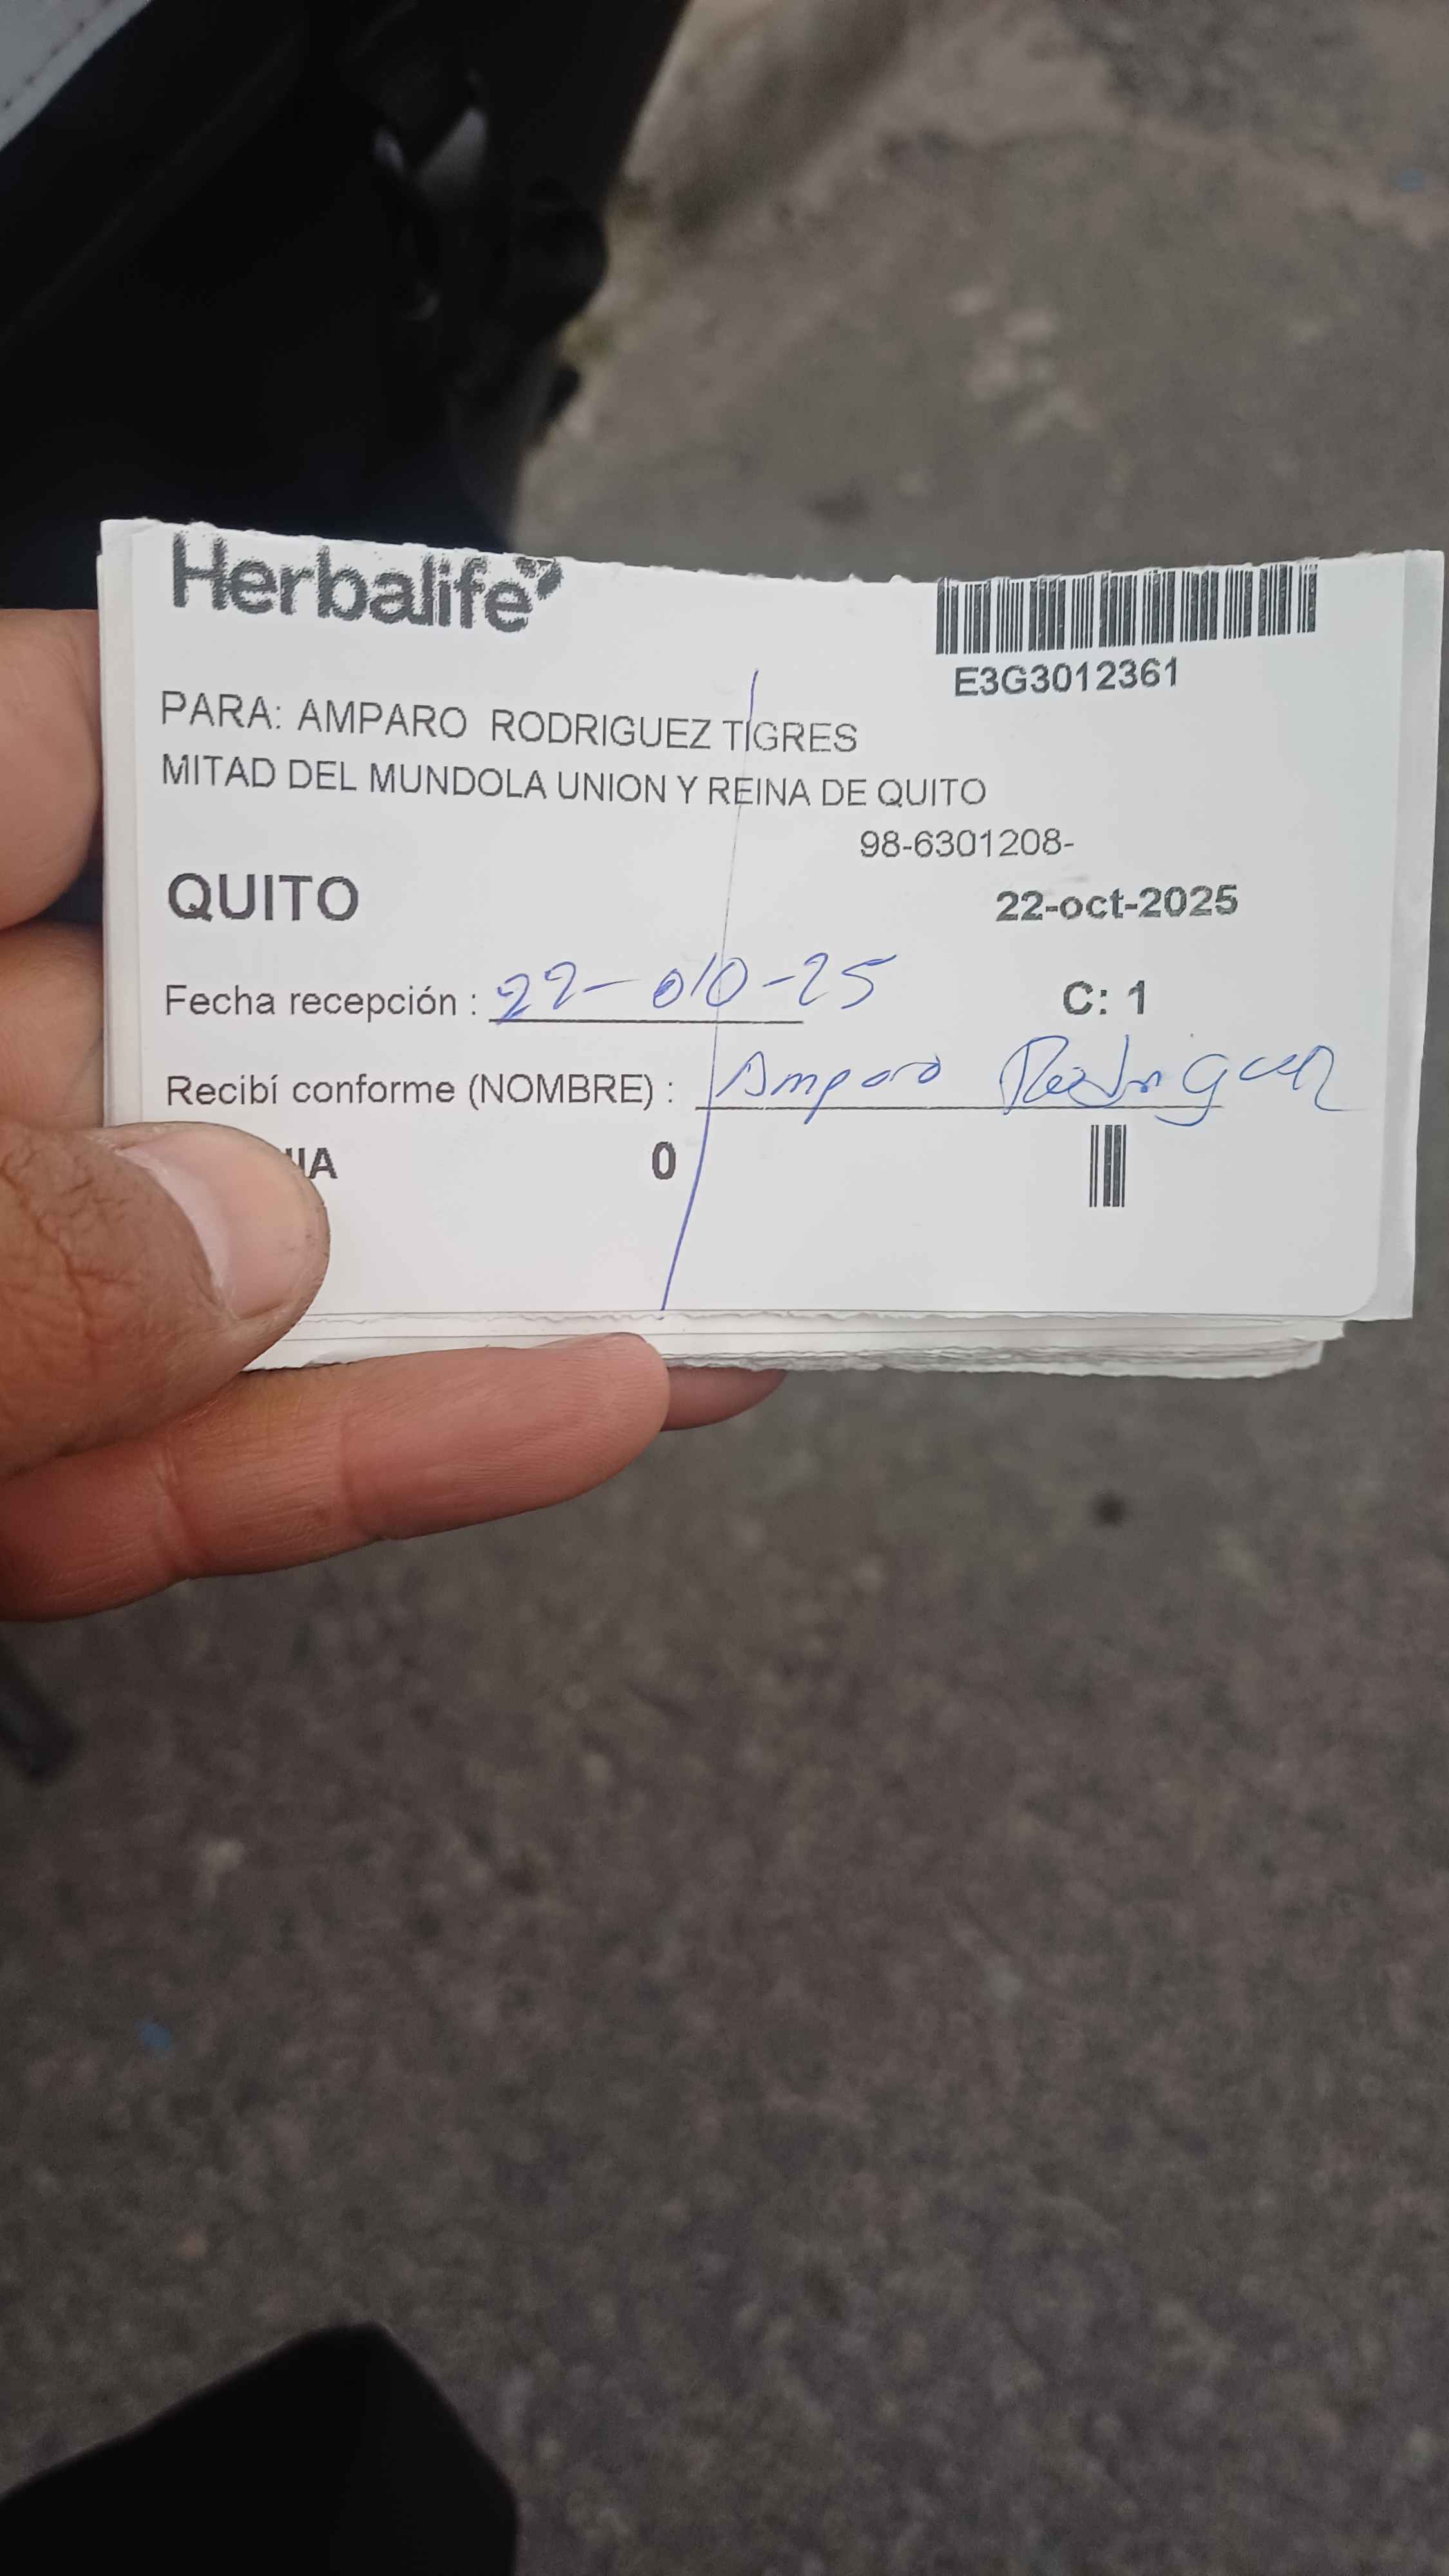 Herbalife
E3G3012361
PARA: AMPARO RODRIGUEZ TIGRES
MITAD DEL MUNDOLA UNION Y REINA DE QUITO
98-6301208-
QUITO
22-oct-2025
Fecha recepción : 22-010-25
C: 1
Recibí conforme (NOMBRE) : Amparo Rodriguez
0